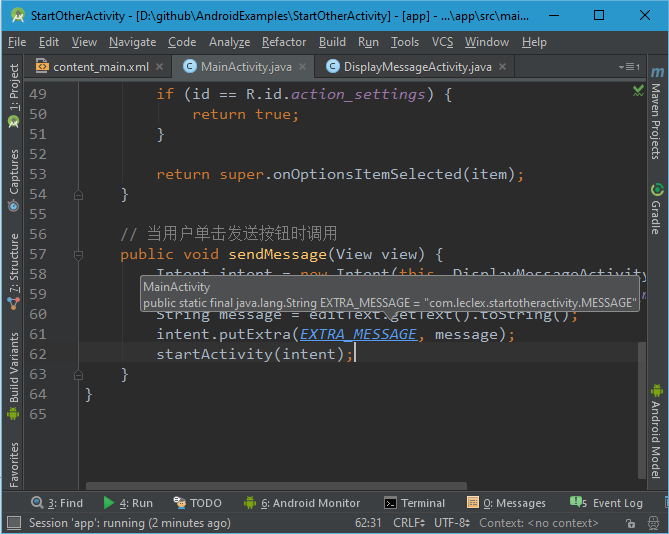 StartOtherActivity - [D:\github\AndroidExamples\StartOtherActivity] - [app] - ...\app\src\mai...
File Edit View Navigate Code Analyze Refactor Build Run Tools VCS Window Help
content_main.xml MainActivity.java DisplayMessageActivity.java
1: Project
Captures
7: Structure
Build Variants
Favorites
49 if (id == R.id.action_settings) {
50 return true;
51 }
52
53 return super.onOptionsItemSelected(item);
54 }
55
56 // 当用户单击发送按钮时调用
57 public void sendMessage(View view) {
58 Intent intent = new Intent(this, DisplayMessageActivity
MainActivity
public static final java.lang.String EXTRA_MESSAGE = "com.leclex.startotheractivity.MESSAGE"
60 String message = editText.getText().toString();
61 intent.putExtra(EXTRA_MESSAGE, message);
62 startActivity(intent);
63 }
64 }
65
Maven Projects
Gradle
Android Model
3: Find 4: Run TODO 6: Android Monitor Terminal 0: Messages 5 Event Log
Session 'app': running (2 minutes ago) 62:31 CRLF UTF-8 Context: <no context>